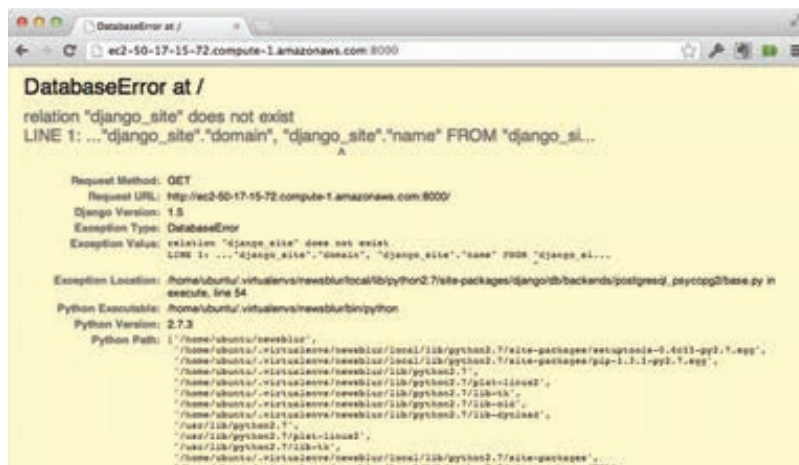 DatabaseError at /
ec2-50-17-15-72.compute-1.amazonaws.com:8000
DatabaseError at /
relation "django_site" does not exist
LINE 1: ..."django_site"."domain", "django_site"."name" FROM "django_si...
^
Request Method: GET
Request URL: http://ec2-50-17-15-72.compute-1.amazonaws.com:8000/
Django Version: 1.5
Exception Type: DatabaseError
Exception Value: relation "django_site" does not exist
LINE 1: ..."django_site"."domain", "django_site"."name" FROM "django_si...
^
Exception Location: /home/ubuntu/.virtualenvs/newsblur/local/lib/python2.7/site-packages/django/db/backends/postgresql_psycopg2/base.py in
execute, line 54
Python Executable: /home/ubuntu/.virtualenvs/newsblur/bin/python
Python Version: 2.7.3
Python Path: ['/home/ubuntu/newsblur',
'/home/ubuntu/.virtualenvs/newsblur/local/lib/python2.7/site-packages/setuptools-0.6c11-py2.7.egg',
'/home/ubuntu/.virtualenvs/newsblur/local/lib/python2.7/site-packages/pip-1.3.1-py2.7.egg',
'/home/ubuntu/.virtualenvs/newsblur/lib/python2.7',
'/home/ubuntu/.virtualenvs/newsblur/lib/python2.7/plat-linux2',
'/home/ubuntu/.virtualenvs/newsblur/lib/python2.7/lib-tk',
'/home/ubuntu/.virtualenvs/newsblur/lib/python2.7/lib-old',
'/home/ubuntu/.virtualenvs/newsblur/lib/python2.7/lib-dynload',
'/usr/lib/python2.7',
'/usr/lib/python2.7/plat-linux2',
'/usr/lib/python2.7/lib-tk',
'/home/ubuntu/.virtualenvs/newsblur/local/lib/python2.7/site-packages',